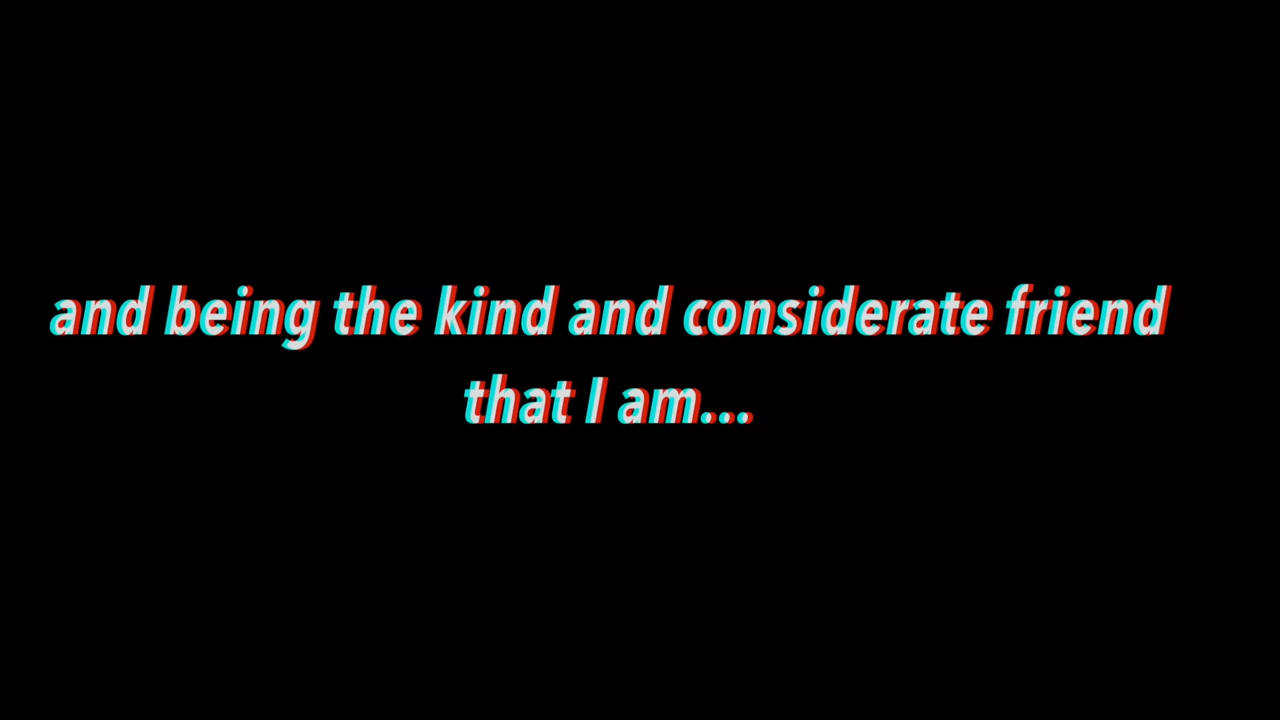 and being the kind and considerate friend
that I am...